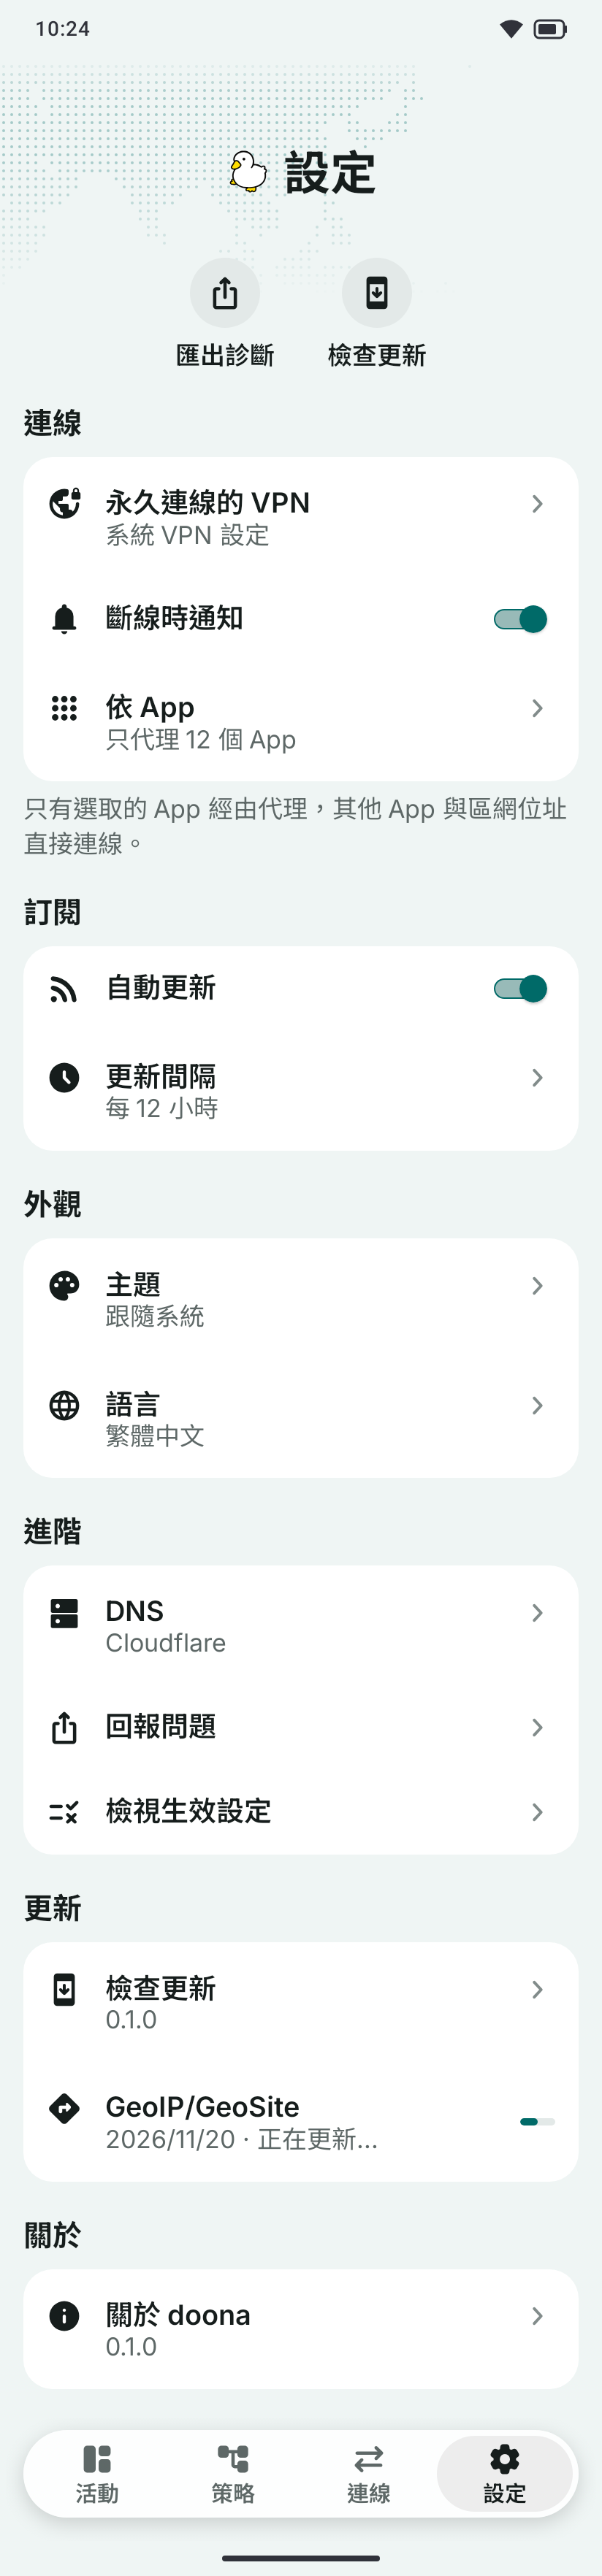 10:24
設定
匯出診斷
檢查更新
連線
永久連線的 VPN
系統 VPN 設定
斷線時通知
依 App
只代理 12 個 App
只有選取的 App 經由代理，其他 App 與區網位址
直接連線。
訂閱
自動更新
更新間隔
每 12 小時
外觀
主題
跟隨系統
語言
繁體中文
進階
DNS
Cloudflare
回報問題
檢視生效設定
更新
檢查更新
0.1.0
GeoIP/GeoSite
2026/11/20 · 正在更新…
關於
關於 doona
0.1.0
活動
策略
連線
設定